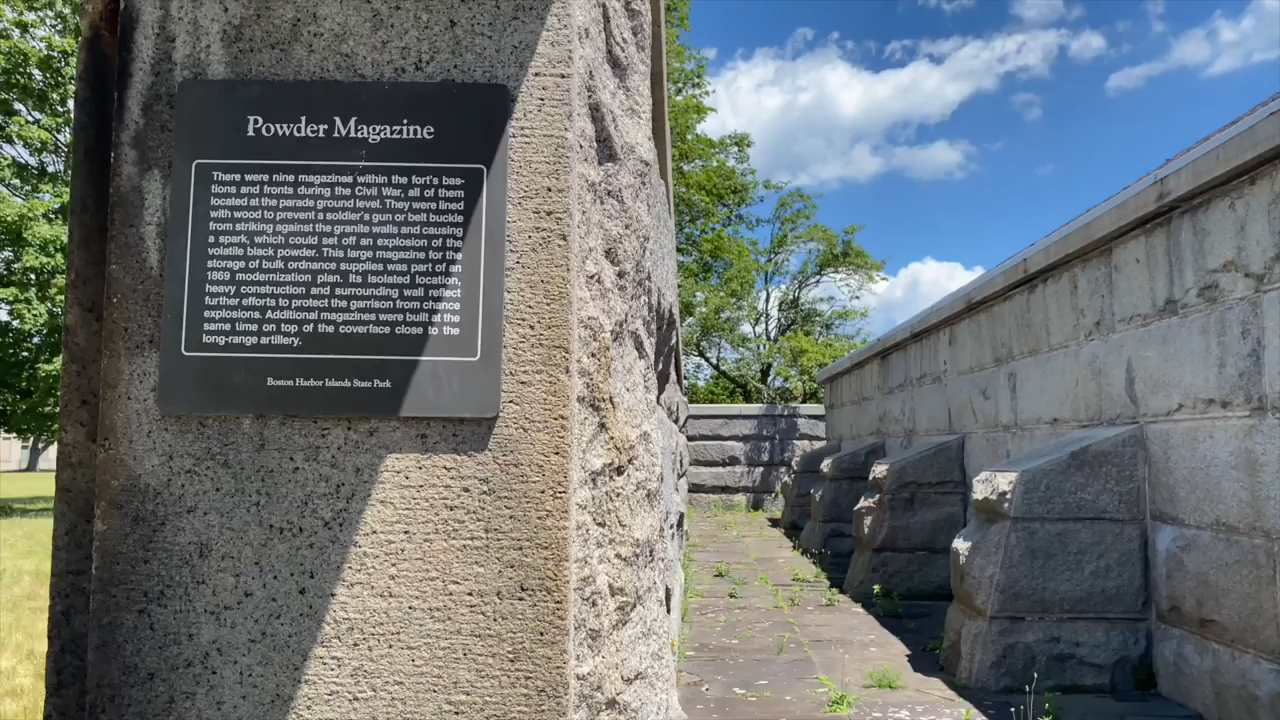 Powder Magazine
There were nine magazines within the fort's bas-
tions and fronts during the Civil War, all of them
located at the parade ground level. They were lined
with wood to prevent a soldier's gun or belt buckle
from striking against the granite walls and causing
a spark, which could set off an explosion of the
volatile black powder. This large magazine for the
storage of bulk ordnance supplies was part of an
1869 modernization plan. Its isolated location,
heavy construction and surrounding wall reflect
further efforts to protect the garrison from chance
explosions. Additional magazines were built at the
same time on top of the coverface close to the
long-range artillery.
Boston Harbor Islands State Park